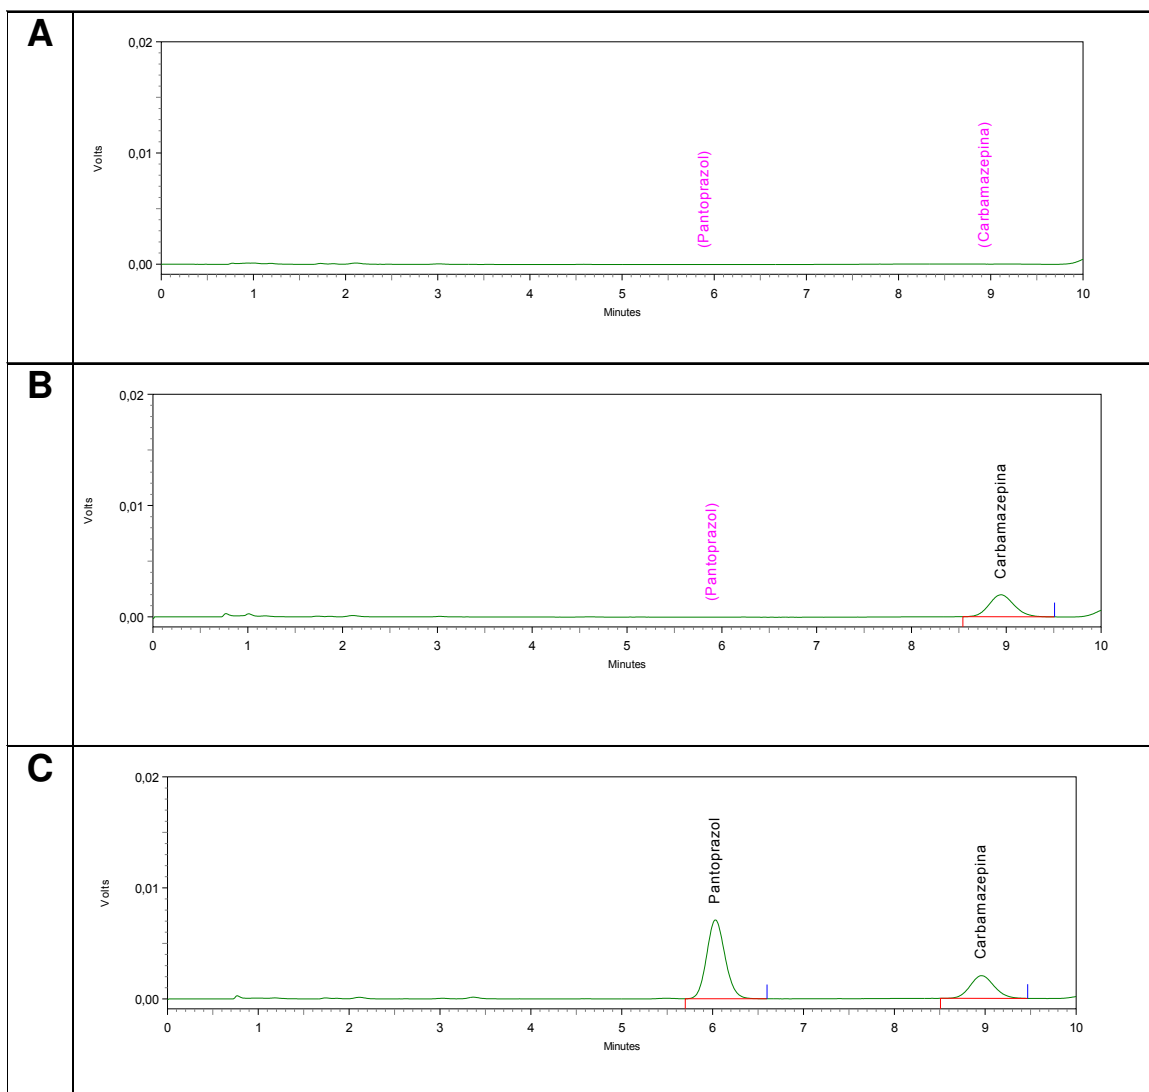 A
0,02
0,01
0,00
Volts
(Pantoprazol)
(Carbamazepina)
0 1 2 3 4 5 6 7 8 9 10
Minutes
B
0,02
0,01
0,00
Volts
(Pantoprazol)
Carbamazepina
0 1 2 3 4 5 6 7 8 9 10
Minutes
C
0,02
0,01
0,00
Volts
Pantoprazol
Carbamazepina
0 1 2 3 4 5 6 7 8 9 10
Minutes